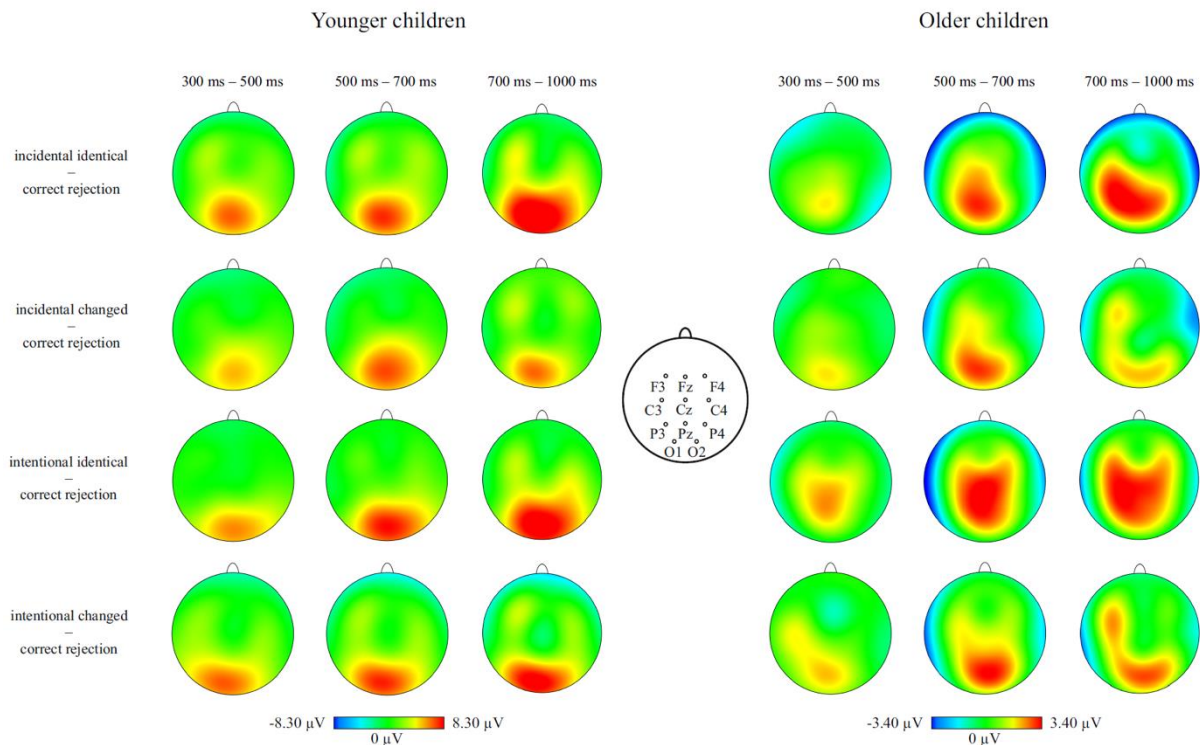 Younger children
Older children
300 ms – 500 ms
500 ms – 700 ms
700 ms – 1000 ms
300 ms – 500 ms
500 ms – 700 ms
700 ms – 1000 ms
incidental identical
–
correct rejection
incidental changed
–
correct rejection
F3 Fz F4
C3 Cz C4
P3 Pz P4
O1 O2
intentional identical
–
correct rejection
intentional changed
–
correct rejection
-8.30 µV
8.30 µV
0 µV
-3.40 µV
3.40 µV
0 µV